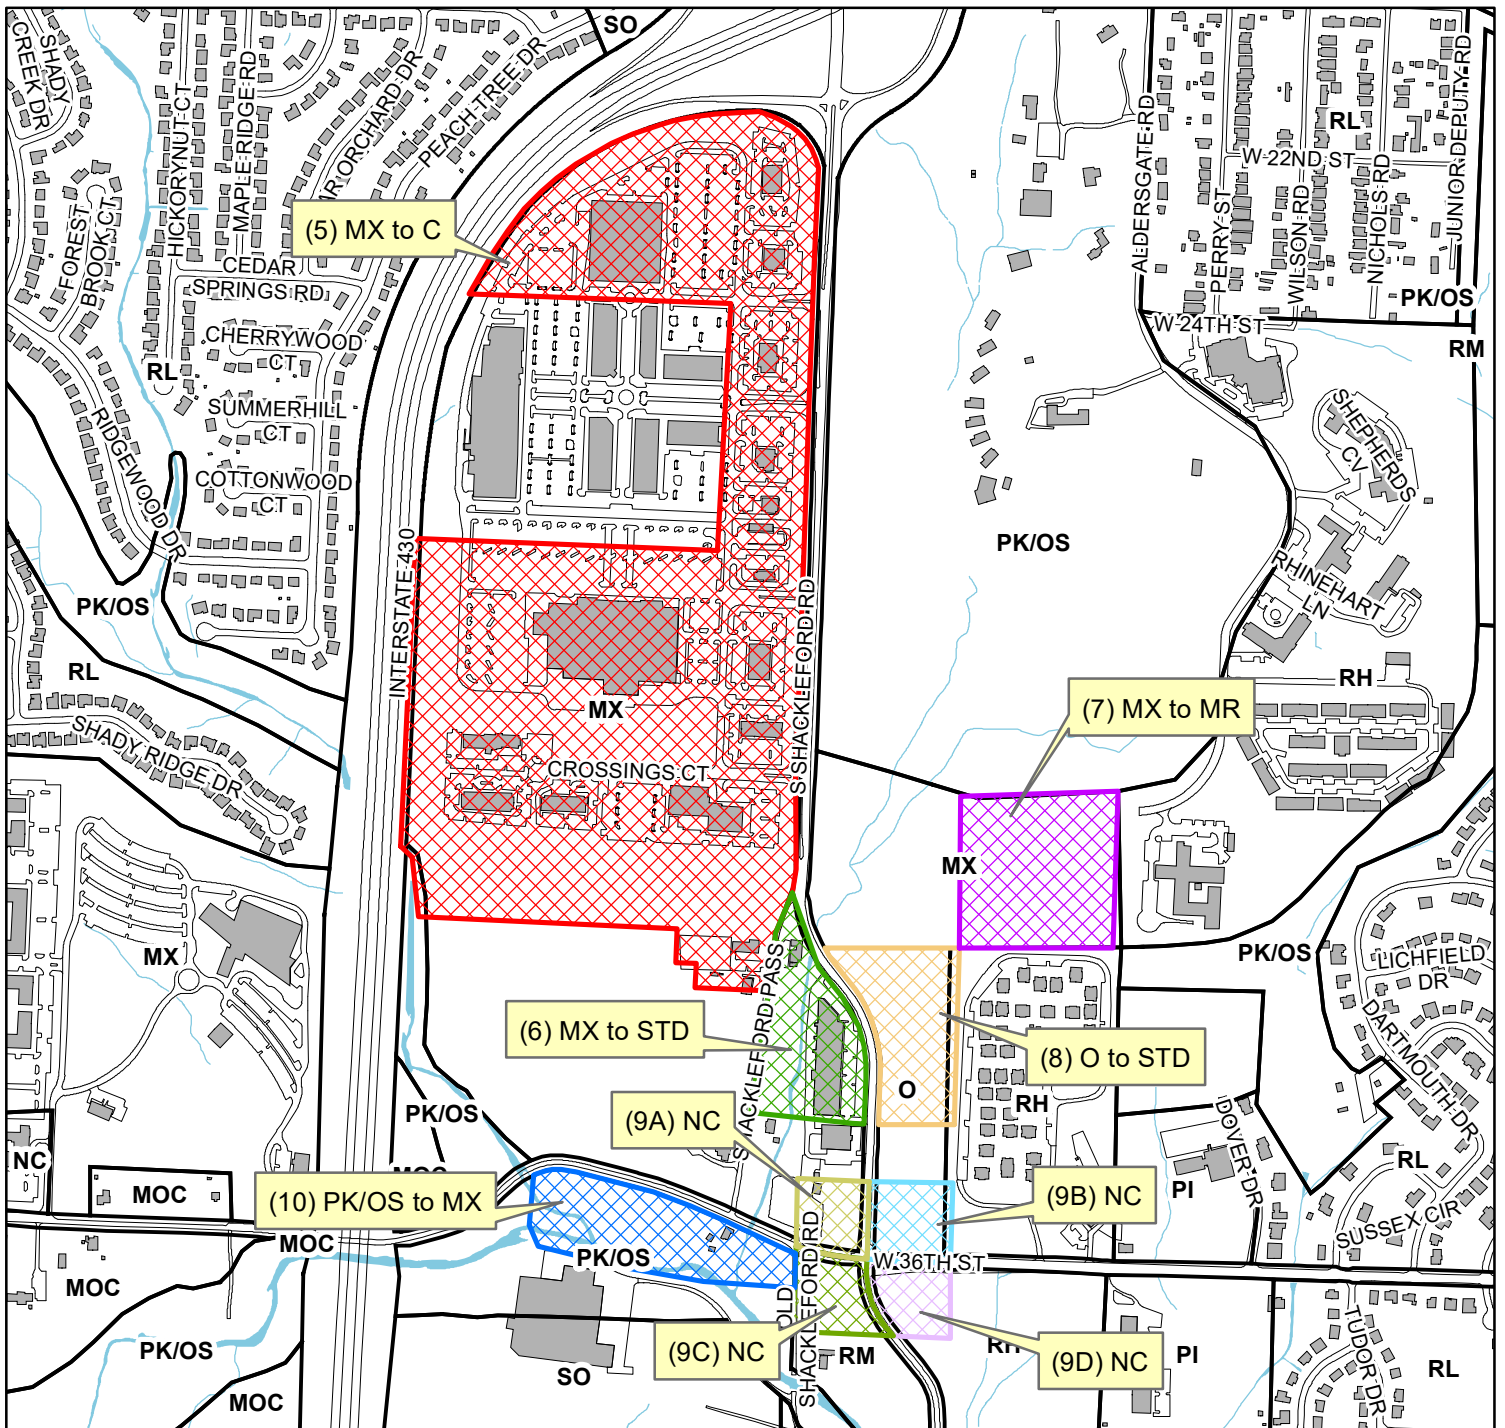 SO
SHADY
CREEK DR
HICKORYNUT CT
MAPLE RIDGE RD
ORCHARD DR
PEACH TREE DR
ALDERSGATE RD
PERRY ST
W 22ND ST
WILSON RD
NICHOLS RD
RL
JUNIOR DEPUTY RD
FOREST
BROOK CT
(5) MX to C
CEDAR
SPRINGS RD
PK/OS
W 24TH ST
RM
CHERRYWOOD
CT
RL
SUMMERHILL
CT
RIDGEWOOD DR
COTTONWOOD
CT
SHEPHERDS
CV
INTERSTATE 430
PK/OS
RHINEHART
LN
PK/OS
S SHACKLEFORD RD
RL
RH
MX
(7) MX to MR
SHADY RIDGE DR
CROSSINGS CT
MX
MX
PK/OS
LICHFIELD
DR
SHACKLEFORD PASS
(6) MX to STD
(8) O to STD
DARTMOUTH DR
O
RH
PK/OS
(9A) NC
DOVER DR
NC
MOC
MOC
(10) PK/OS to MX
(9B) NC
PI
RL
SUSSEX CIR
MOC
PK/OS
W 36TH ST
MOC
OLD
SHACKLEFORD RD
PK/OS
(9C) NC
RM
RH
(9D) NC
PI
TUDOR DR
RL
SO
MOC